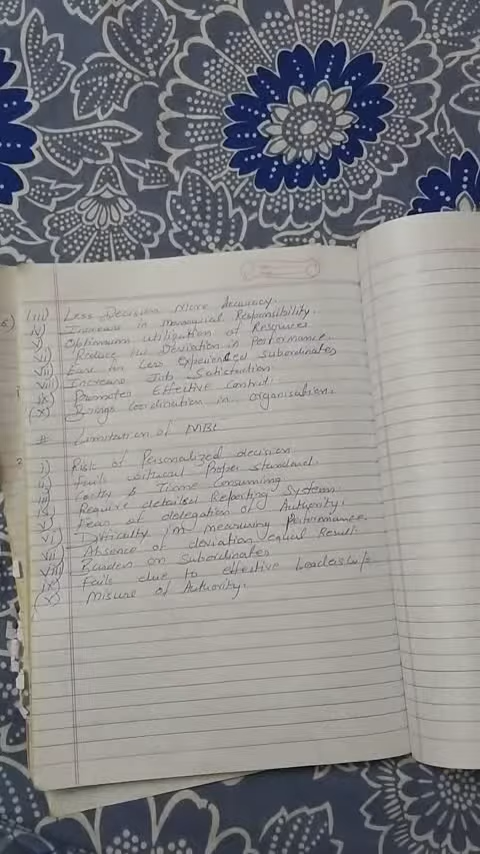 (iii) Less Decision More Accuracy.
iv) Increase in Managerial Responsibility.
v) Optimum utilization of Resources
vi) Reduce the Deviation in Performance.
vii) Ease on Less Experienced subordinates
viii) Increase Job Satisfaction
ix) Promotes Effective Control.
(x) Brings coordination in organisation.
# Limitation of MBE
i) Risk of Personalized decision
ii) Fails without Proper standard.
iii) Costly & Time Consumming
iv) Require detailed Reporting System
v) Fear of delegation of Authority.
vi) Difficulty in measuring Performance.
vii) Absence of deviation equal Result.
viii) Burden on Subordinates
ix) Fails due to effective Leadership
(x) Misuse of Authority.